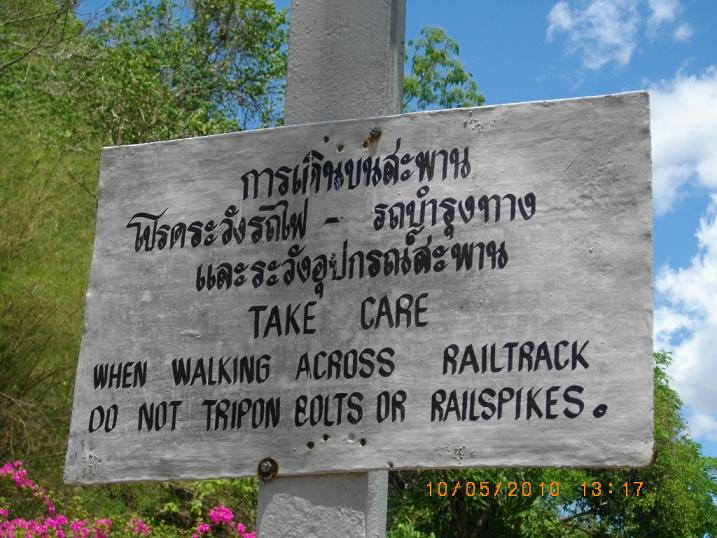 การเดินบนสะพาน
โปรดระวังรถไฟ - รถบำรุงทาง
และระวังอุปกรณ์สะพาน
TAKE CARE
WHEN WALKING ACROSS RAILTRACK
DO NOT TRIPON BOLTS OR RAILSPIKES.
10/05/2010 13:17